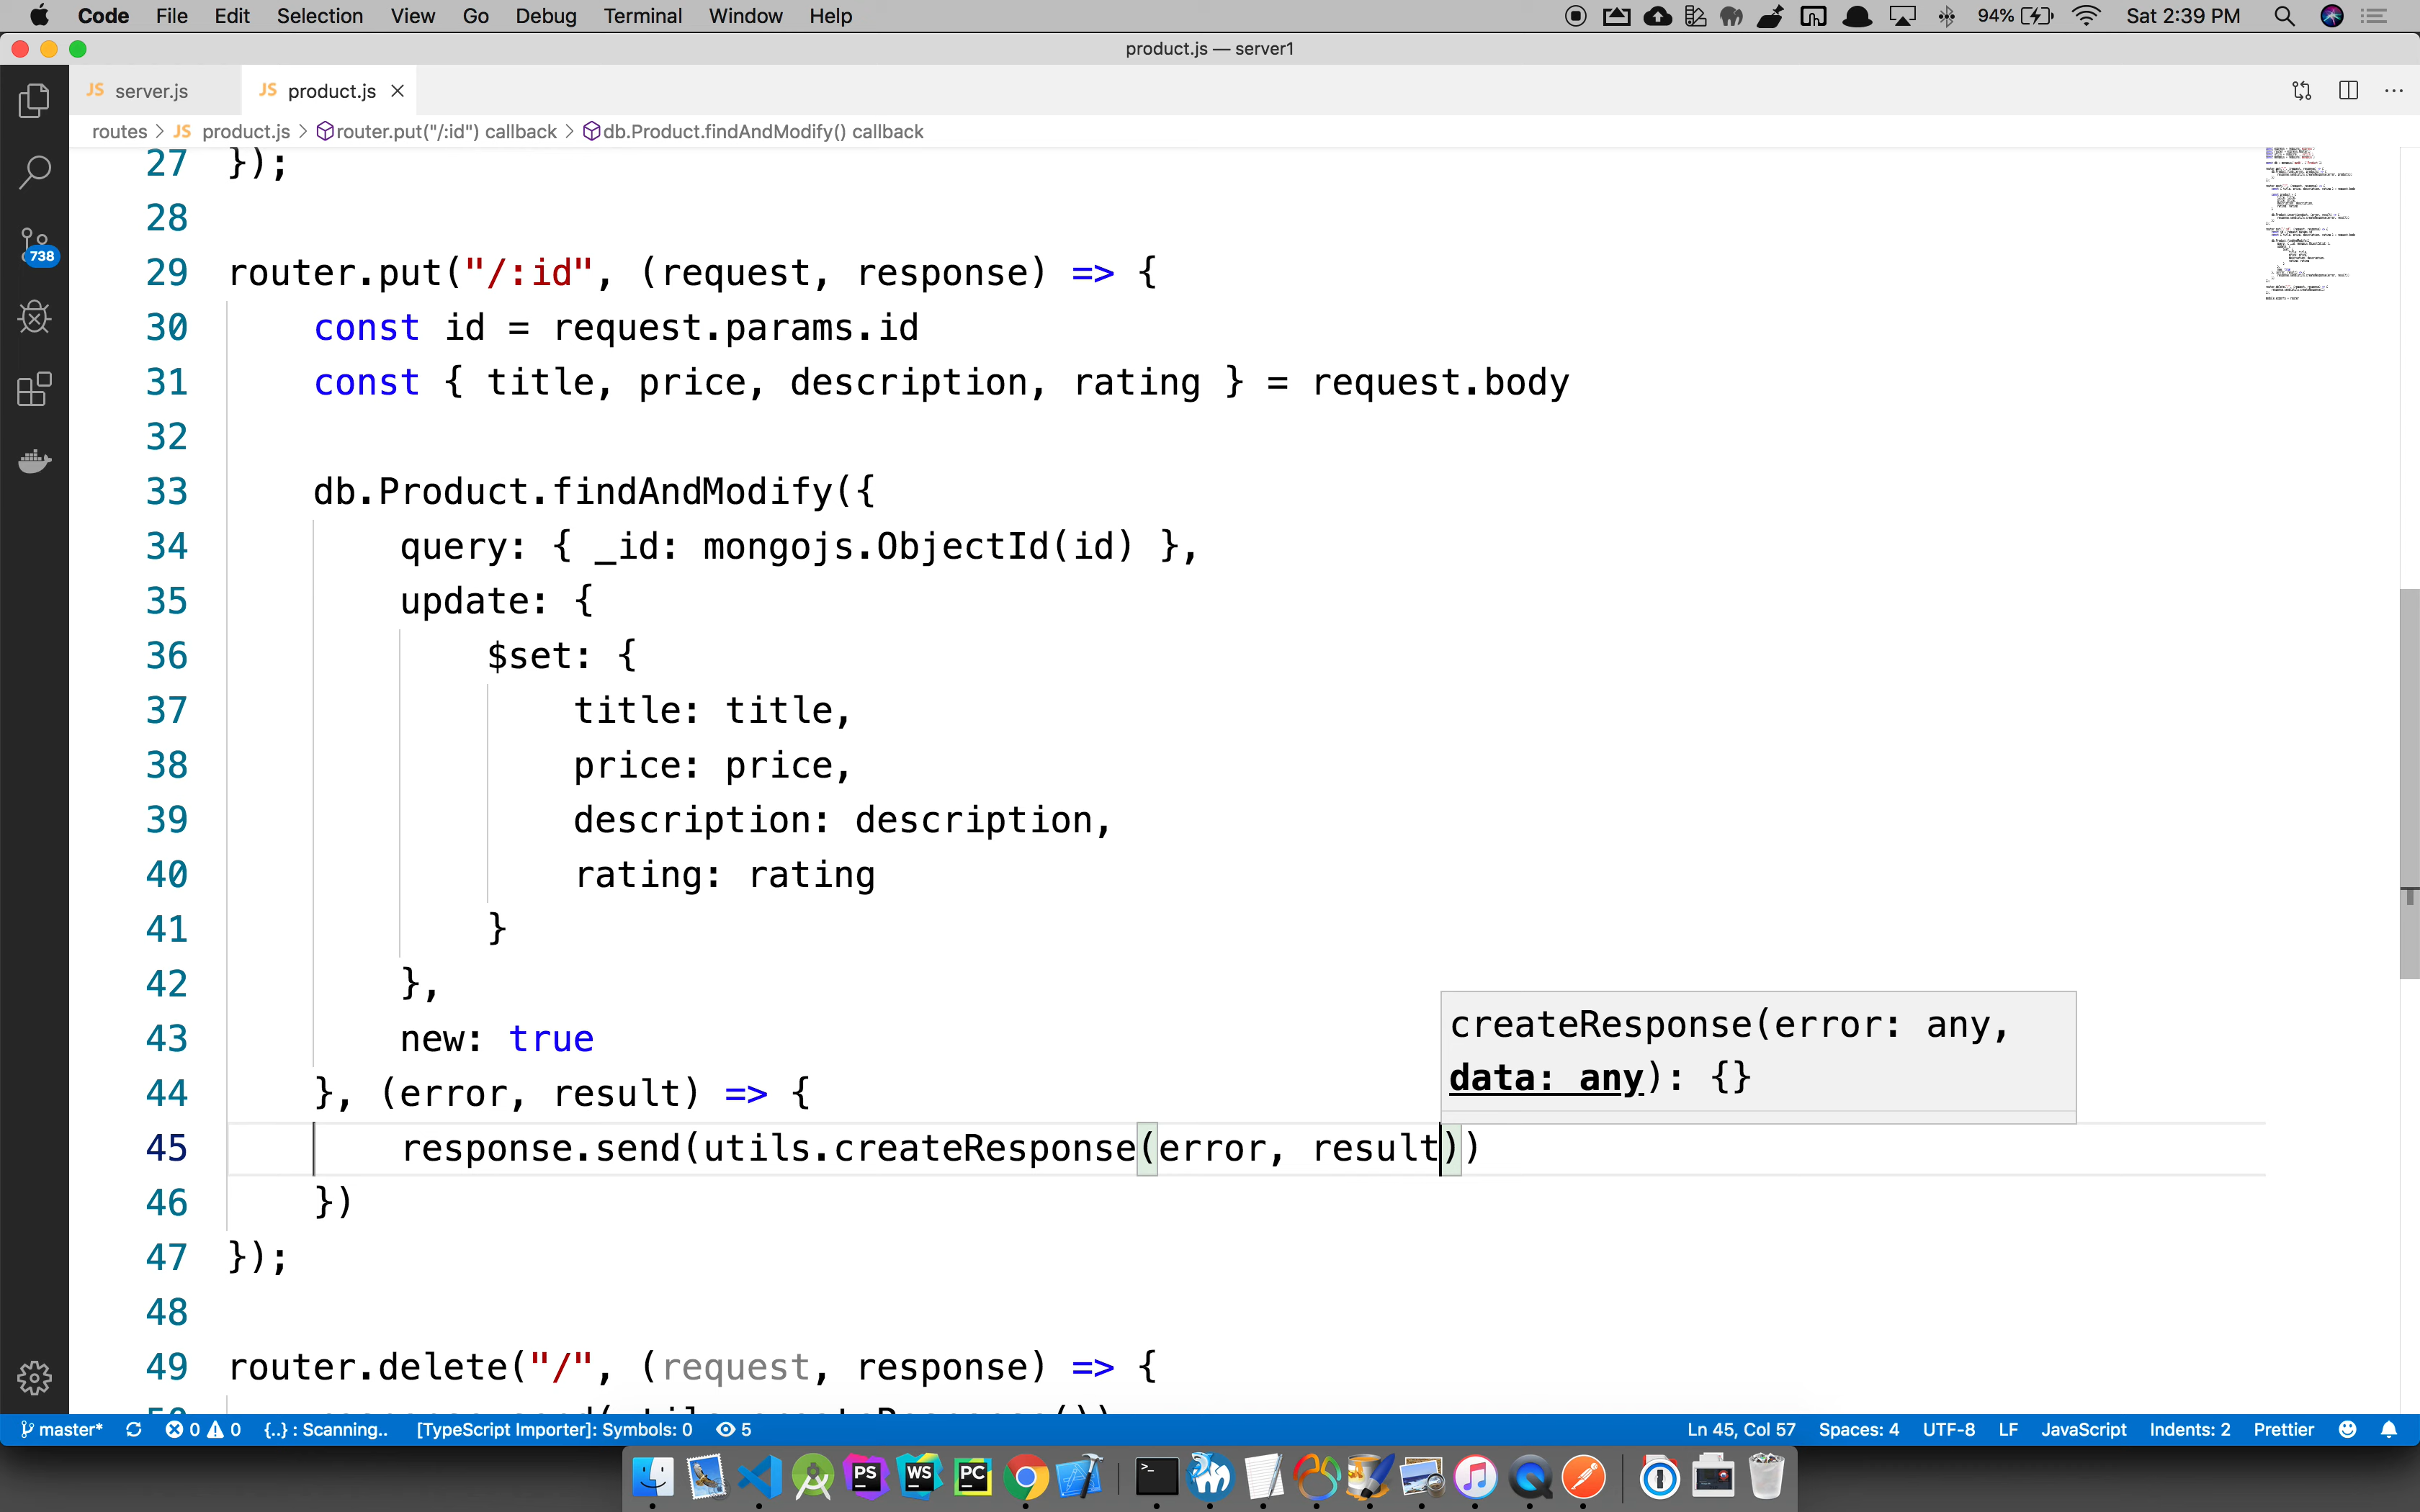 Code File Edit Selection View Go Debug Terminal Window Help 94% Sat 2:39 PM
product.js — server1
JS server.js JS product.js
routes > JS product.js > router.put("/:id") callback > db.Product.findAndModify() callback
738
27 });
28
29 router.put("/:id", (request, response) => {
30 const id = request.params.id
31 const { title, price, description, rating } = request.body
32
33 db.Product.findAndModify({
34 query: { _id: mongojs.ObjectId(id) },
35 update: {
36 $set: {
37 title: title,
38 price: price,
39 description: description,
40 rating: rating
41 }
42 },
43 new: true
createResponse(error: any,
data: any): {}
44 }, (error, result) => {
45 response.send(utils.createResponse(error, result))
46 })
47 });
48
49 router.delete("/", (request, response) => {
master* 0 0 {..} : Scanning.. [TypeScript Importer]: Symbols: 0 5 Ln 45, Col 57 Spaces: 4 UTF-8 LF JavaScript Indents: 2 Prettier
PS WS PC